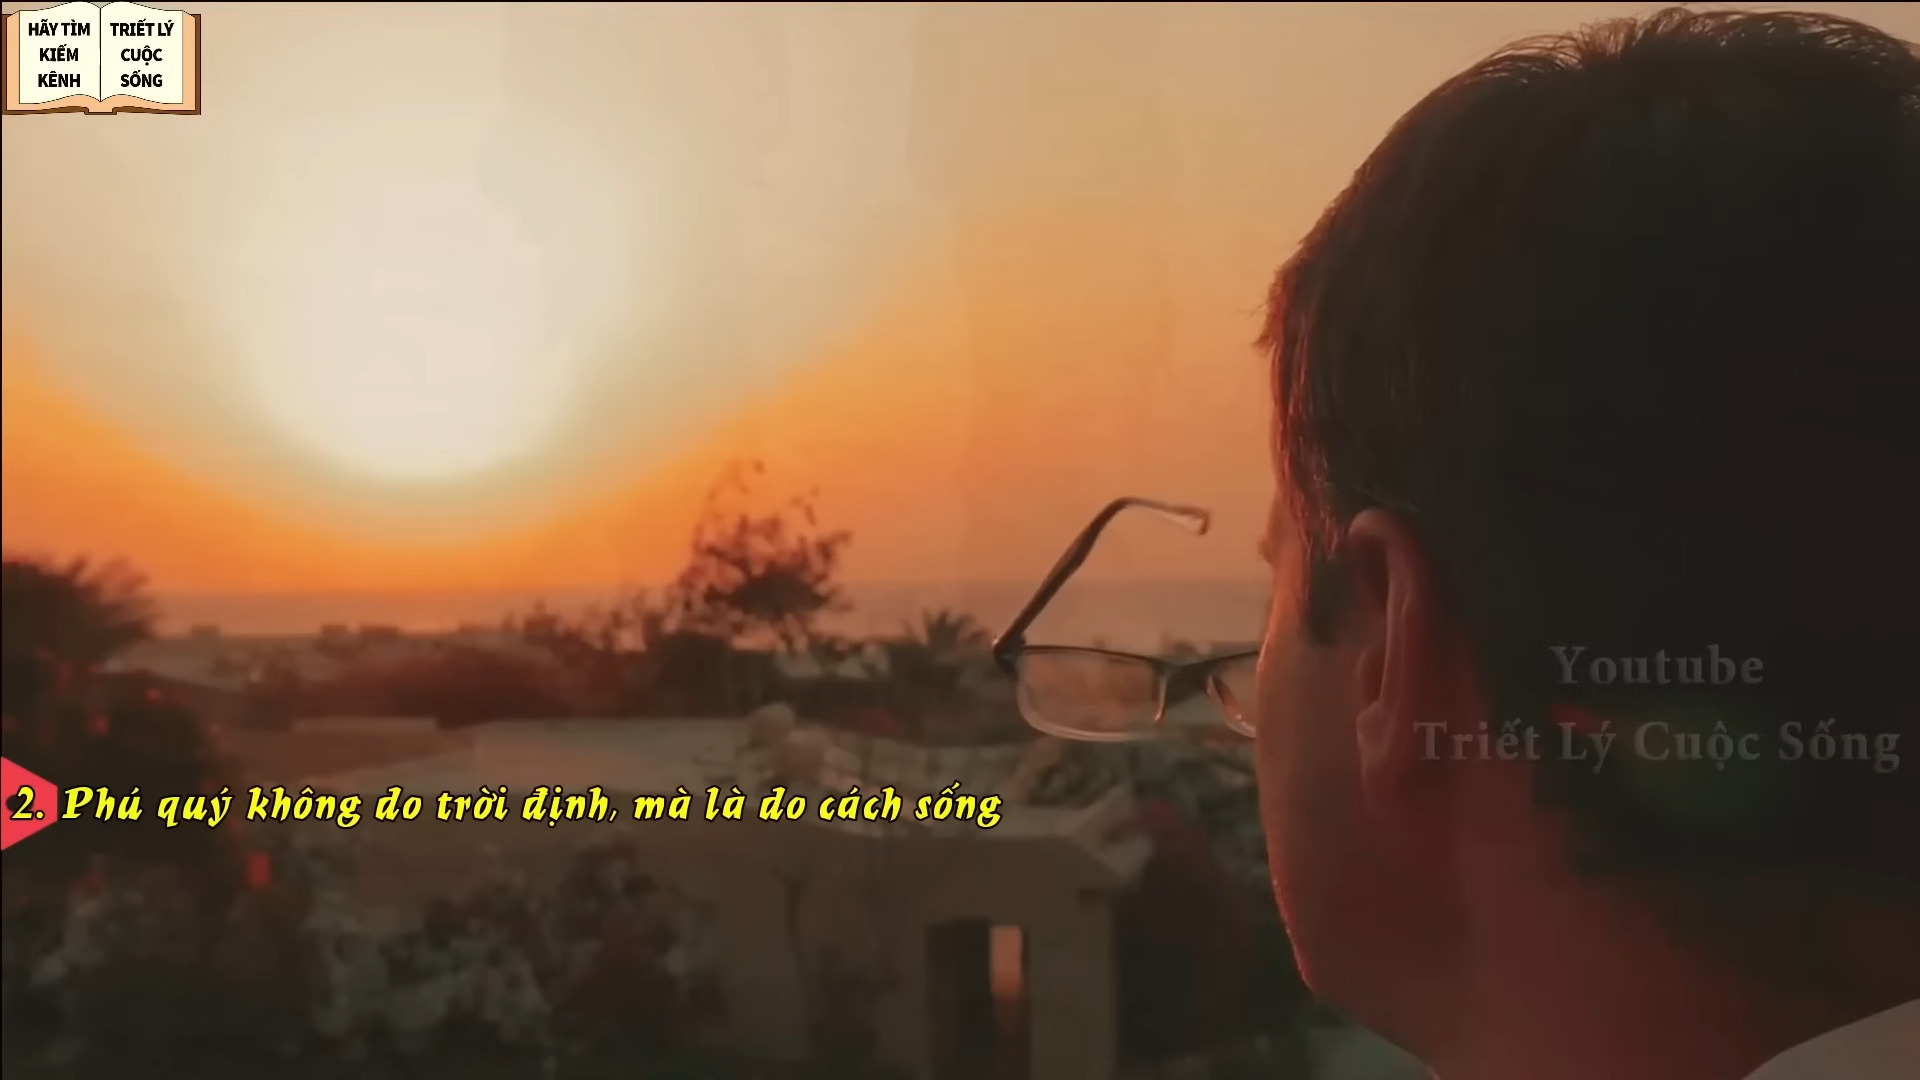 HÃY TÌM
KIẾM
KÊNH
TRIẾT LÝ
CUỘC
SỐNG
Youtube
Triết Lý Cuộc Sống
2. Phú quý không do trời định, mà là do cách sống